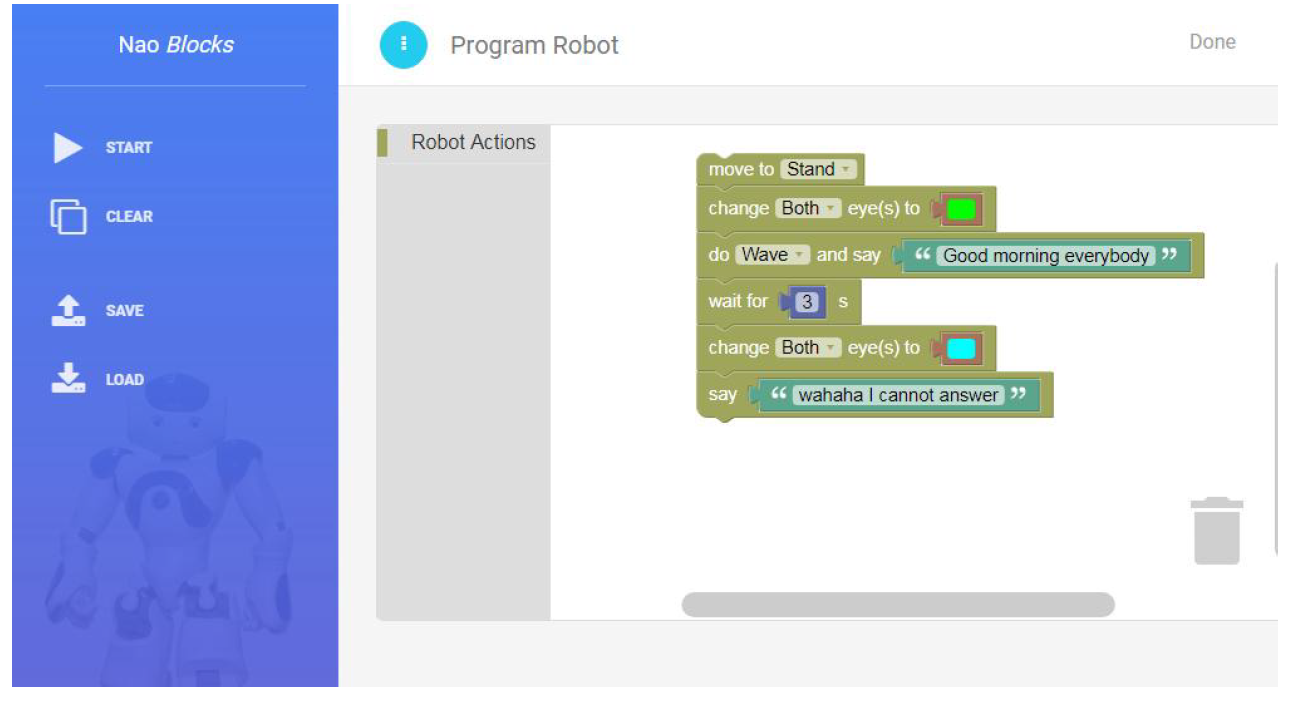 Nao Blocks
Program Robot
Done
START
CLEAR
SAVE
LOAD
Robot Actions
move to Stand
change Both eye(s) to
do Wave and say “ Good morning everybody ”
wait for 3 s
change Both eye(s) to
say “ wahaha I cannot answer ”